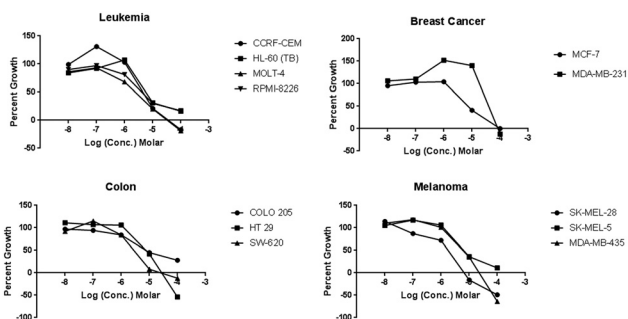 Leukemia
Percent Growth
150
100
50
0
-50
-8
-7
-6
-5
-4
-3
Log (Conc.) Molar
CCRF-CEM
HL-60 (TB)
MOLT-4
RPMI-8226
Breast Cancer
Percent Growth
200
150
100
50
0
-50
-8
-7
-6
-5
-4
-3
Log (Conc.) Molar
MCF-7
MDA-MB-231
Colon
Percent Growth
150
100
50
0
-50
-100
-8
-7
-6
-5
-4
-3
Log (Conc.) Molar
COLO 205
HT 29
SW-620
Melanoma
Percent Growth
150
100
50
0
-50
-100
-8
-7
-6
-5
-4
-3
Log (Conc.) Molar
SK-MEL-28
SK-MEL-5
MDA-MB-435